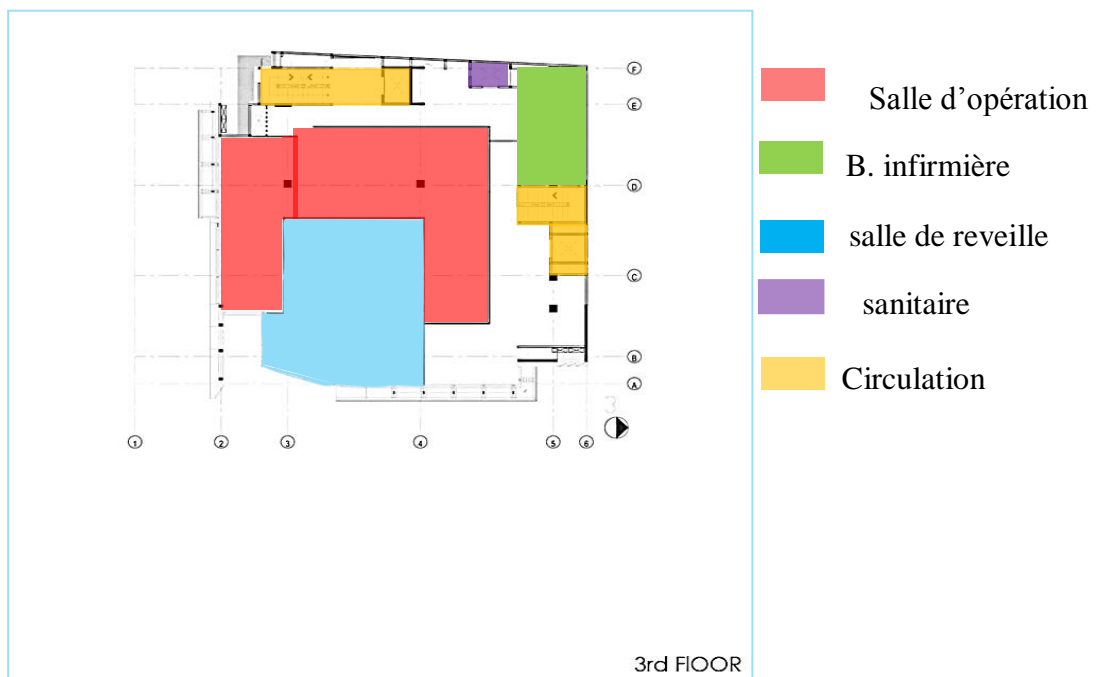 F
E
D
C
B
A
1
2
3
4
5
6
3
3rd FlOOR
Salle d’opération
B. infirmière
salle de reveille
sanitaire
Circulation